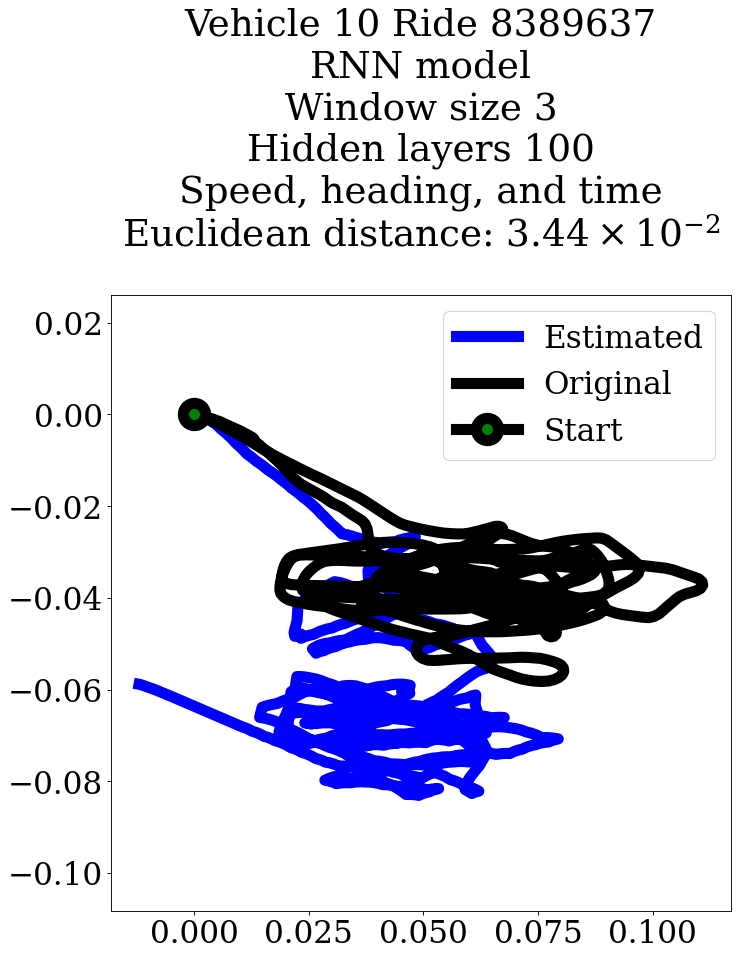 Vehicle 10 Ride 8389637
RNN model
Window size 3
Hidden layers 100
Speed, heading, and time
Euclidean distance: 3.44 × 10⁻²
Estimated
Original
Start
0.02
0.00
−0.02
−0.04
−0.06
−0.08
−0.10
0.000 0.025 0.050 0.075 0.100